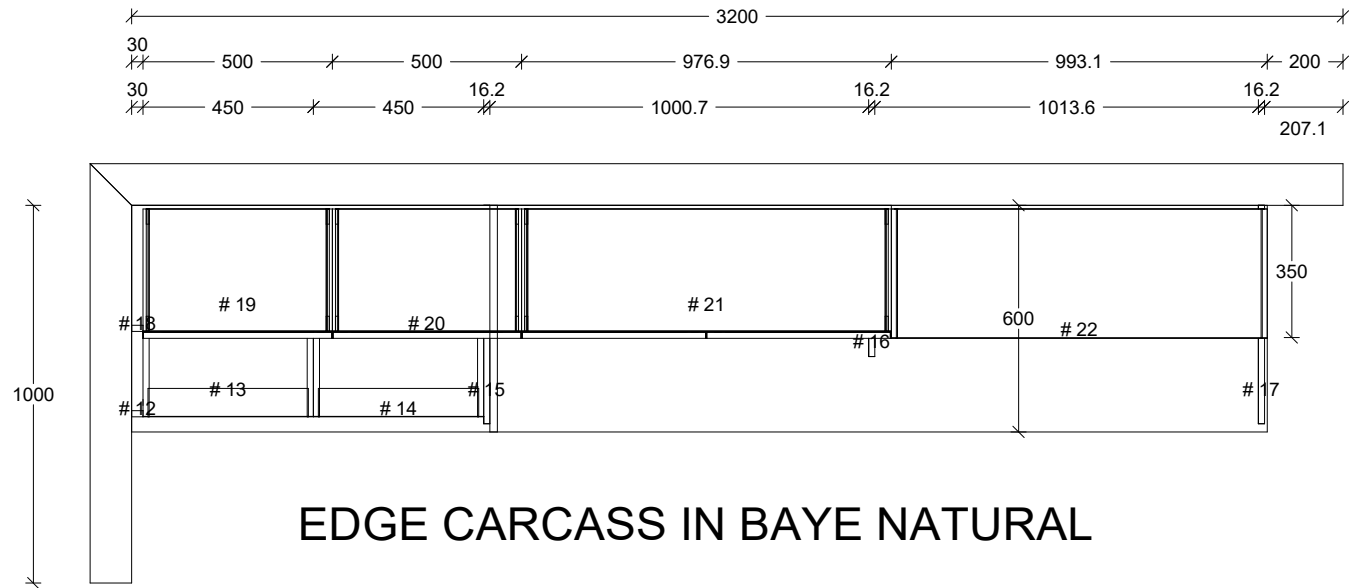 3200
30 500 500 976.9 993.1 200
30 450 450 16.2 1000.7 16.2 1013.6 16.2 207.1
350
# 19 # 20 # 21 600 # 22
# 18 # 16
1000 # 13 # 15 # 17
# 12 # 14
EDGE CARCASS IN BAYE NATURAL